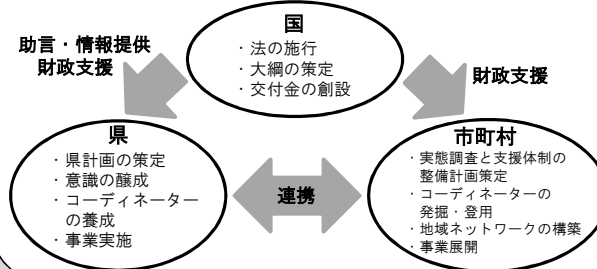 国
・法の施行
・大綱の策定
・交付金の創設
助言・情報提供
財政支援
財政支援
県
・県計画の策定
・意識の醸成
・コーディネーター
の養成
・事業実施
連携
市町村
・実態調査と支援体制の
整備計画策定
・コーディネーターの
発掘・登用
・地域ネットワークの構築
・事業展開